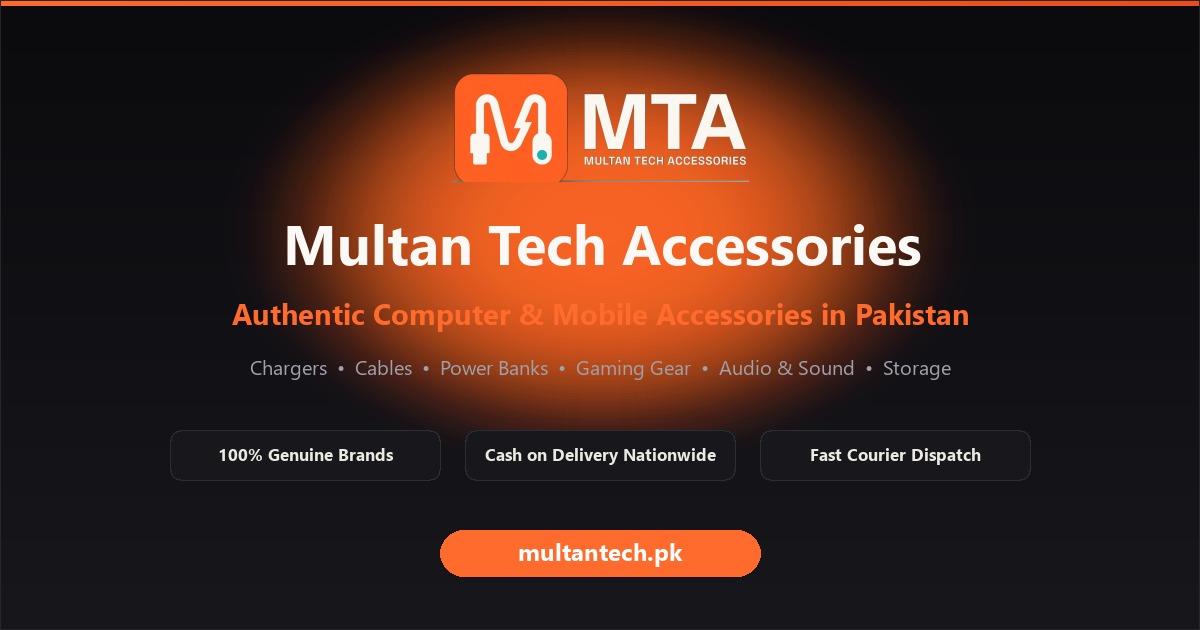 MTA
MULTAN TECH ACCESSORIES
Multan Tech Accessories
Authentic Computer & Mobile Accessories in Pakistan
Chargers • Cables • Power Banks • Gaming Gear • Audio & Sound • Storage
100% Genuine Brands
Cash on Delivery Nationwide
Fast Courier Dispatch
multantech.pk